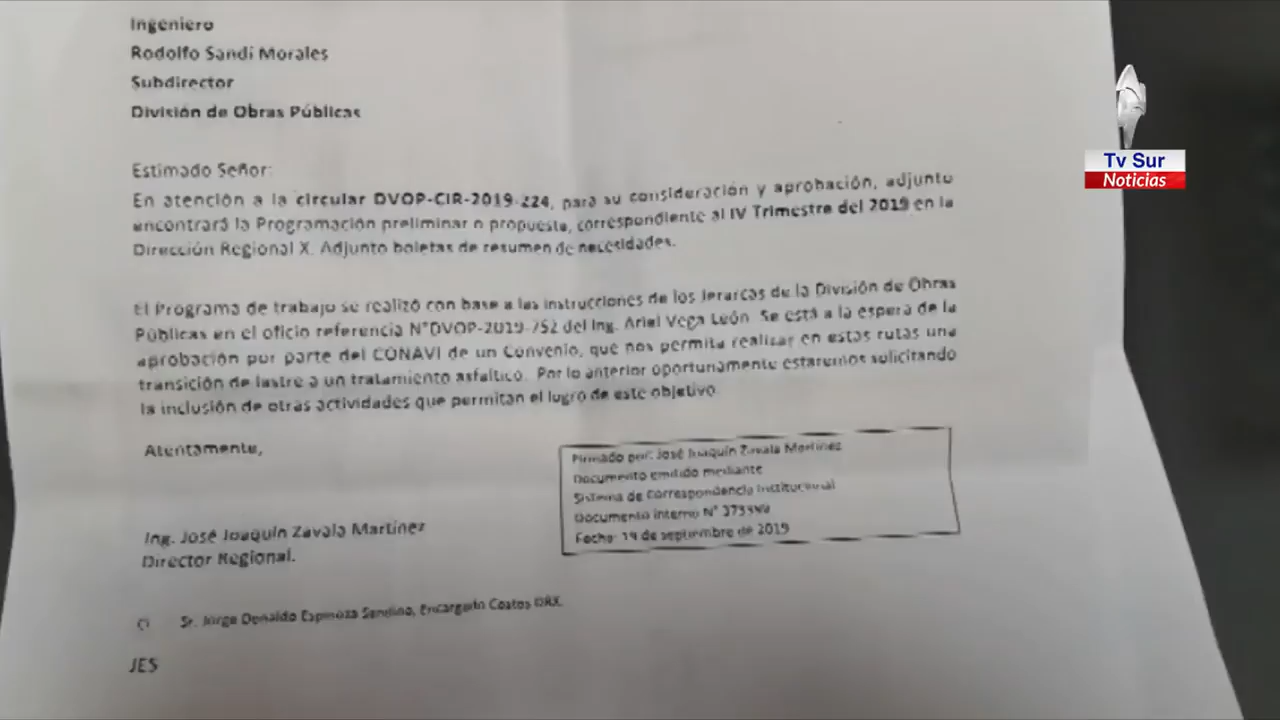 Ingeniero
Rodolfo Sandí Morales
Subdirector
División de Obras Públicas
Estimado Señor:
En atención a la circular DVOP-CIR-2019-224, para su consideración y aprobación, adjunto
encontrará la Programación preliminar o propuesta, correspondiente al IV Trimestre del 2019 en la
Dirección Regional X. Adjunto boletas de resumen de necesidades.
El Programa de trabajo se realizó con base a las instrucciones de los Jerarcas de la División de Obras
Públicas en el oficio referencia N°DVOP-2019-752 del Ing. Ariel Vega León. Se está a la espera de la
aprobación por parte del CONAVI de un Convenio, que nos permita realizar en estas rutas una
transición de lastre a un tratamiento asfaltico. Por lo anterior oportunamente estaremos solicitando
la inclusión de otras actividades que permitan el logro de este objetivo.
Atentamente,
Firmado por: José Joaquín Zavala Martínez
Documento emitido mediante
Sistema de Correspondencia Institucional
Documento interno N°
Fecha: 19 de septiembre de 2019
Ing. José Joaquín Zavala Martínez
Director Regional.
Sr. Jorge Donaldo Espinoza Sandino, Encargado Costos DRX.
JES
Tv Sur
Noticias